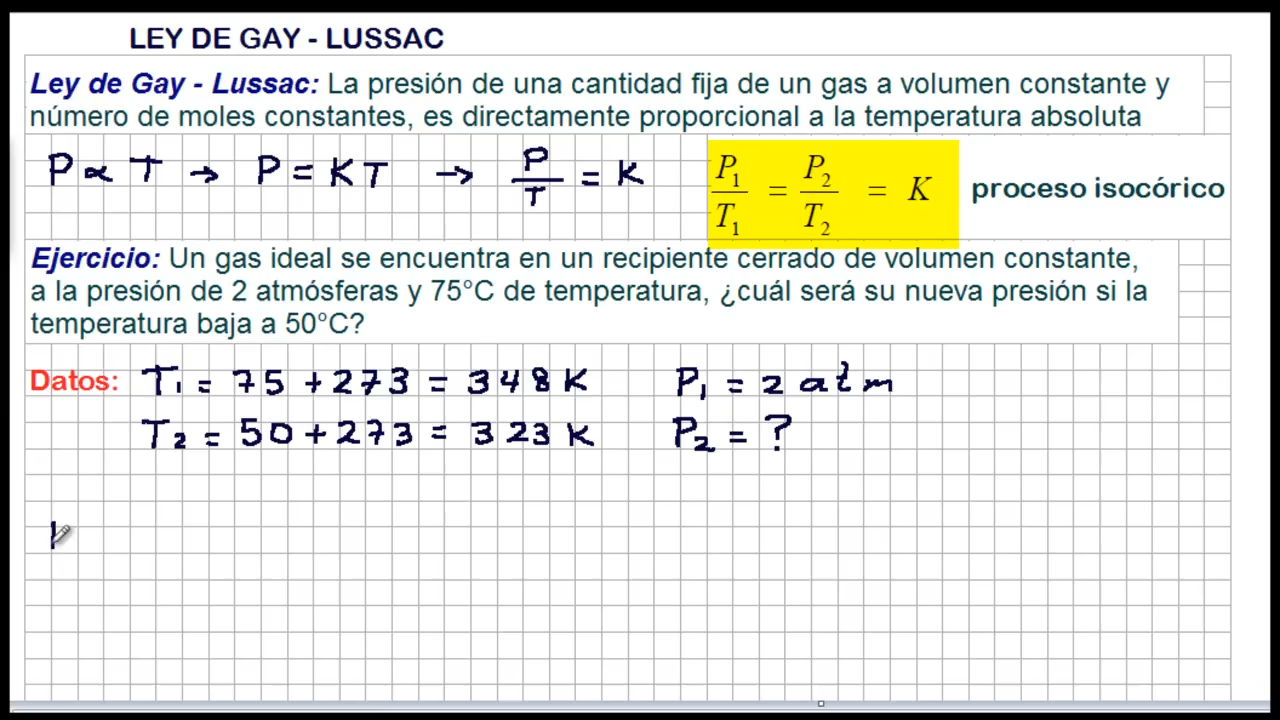 LEY DE GAY - LUSSAC
Ley de Gay - Lussac: La presión de una cantidad fija de un gas a volumen constante y
número de moles constantes, es directamente proporcional a la temperatura absoluta
P ∝ T → P = KT → P/T = K
P₁/T₁ = P₂/T₂ = K proceso isocórico
Ejercicio: Un gas ideal se encuentra en un recipiente cerrado de volumen constante,
a la presión de 2 atmósferas y 75°C de temperatura, ¿cuál será su nueva presión si la
temperatura baja a 50°C?
Datos: T₁ = 75 + 273 = 348 K P₁ = 2 atm
T₂ = 50 + 273 = 323 K P₂ = ?